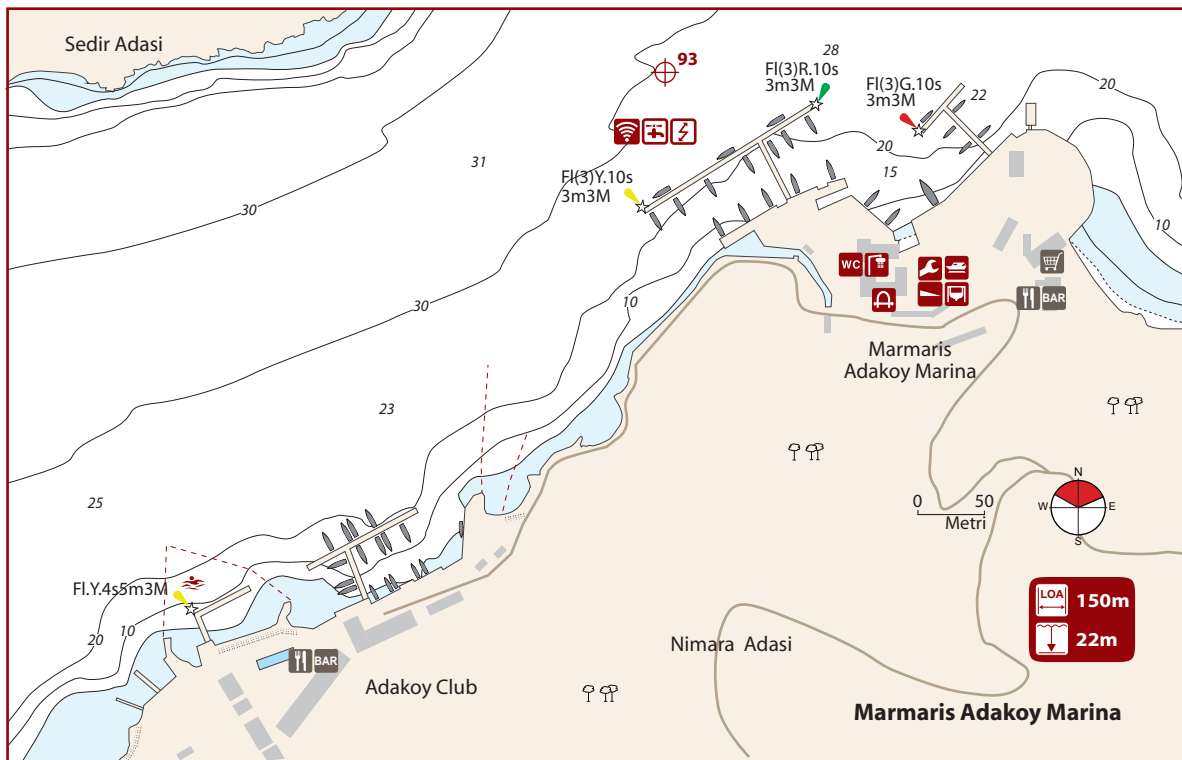 Sedir Adasi
93
28
Fl(3)R.10s
3m3M
Fl(3)G.10s
3m3M
22
20
20
15
31
Fl(3)Y.10s
3m3M
30
10
WC
BAR
30
10
Marmaris
Adakoy Marina
23
25
0 50
Metri
N
W E
S
Fl.Y.4s5m3M
20
10
LOA
150m
22m
Nimara Adasi
BAR
Adakoy Club
Marmaris Adakoy Marina